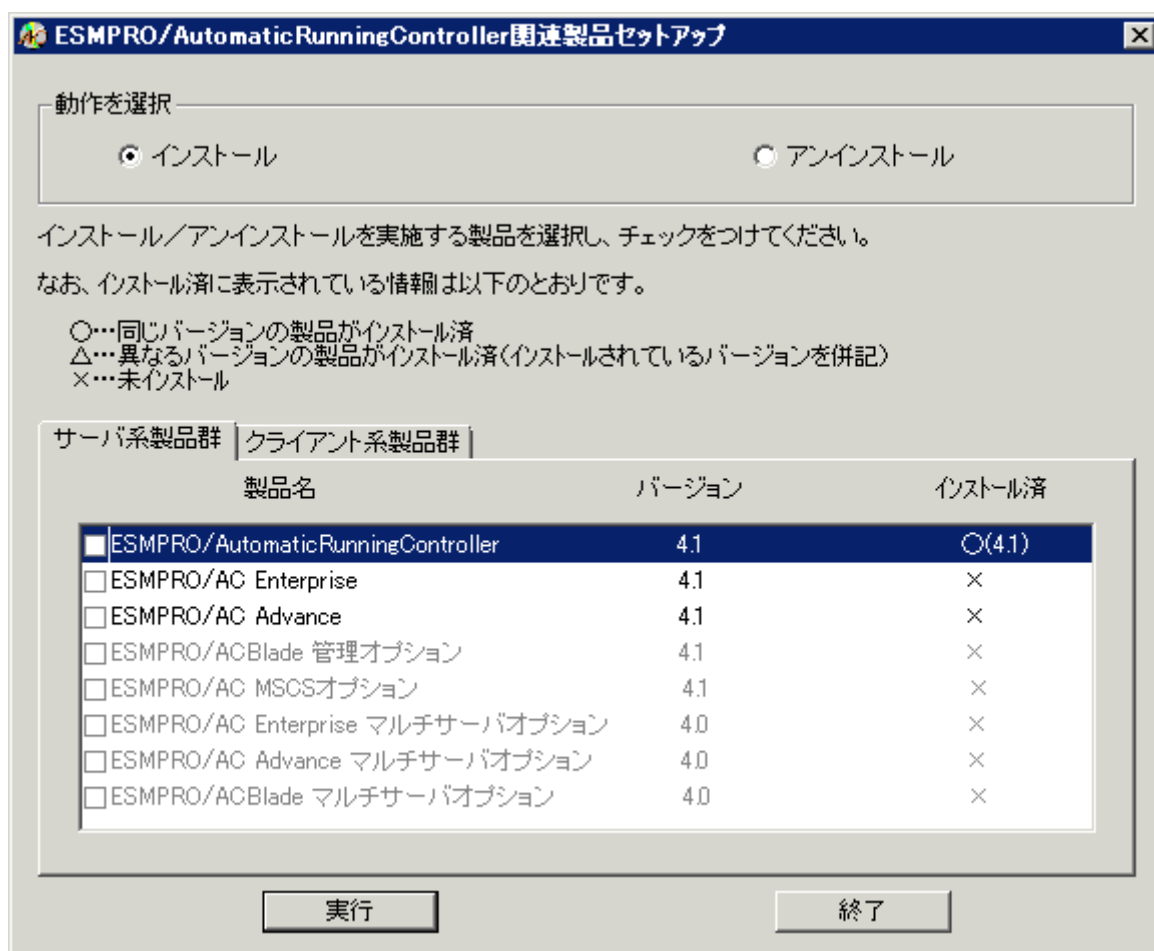 ESMPRO/AutomaticRunningController関連製品セットアップ
動作を選択
インストール アンインストール
インストール／アンインストールを実施する製品を選択し、チェックをつけてください。
なお、インストール済に表示されている情報は以下のとおりです。
○…同じバージョンの製品がインストール済
△…異なるバージョンの製品がインストール済(インストールされているバージョンを併記)
×…未インストール
サーバ系製品群 クライアント系製品群
製品名 バージョン インストール済
ESMPRO/AutomaticRunningController 4.1 ○(4.1)
ESMPRO/AC Enterprise 4.1 ×
ESMPRO/AC Advance 4.1 ×
ESMPRO/ACBlade 管理オプション 4.1 ×
ESMPRO/AC MSCSオプション 4.1 ×
ESMPRO/AC Enterprise マルチサーバオプション 4.0 ×
ESMPRO/AC Advance マルチサーバオプション 4.0 ×
ESMPRO/ACBlade マルチサーバオプション 4.0 ×
実行 終了